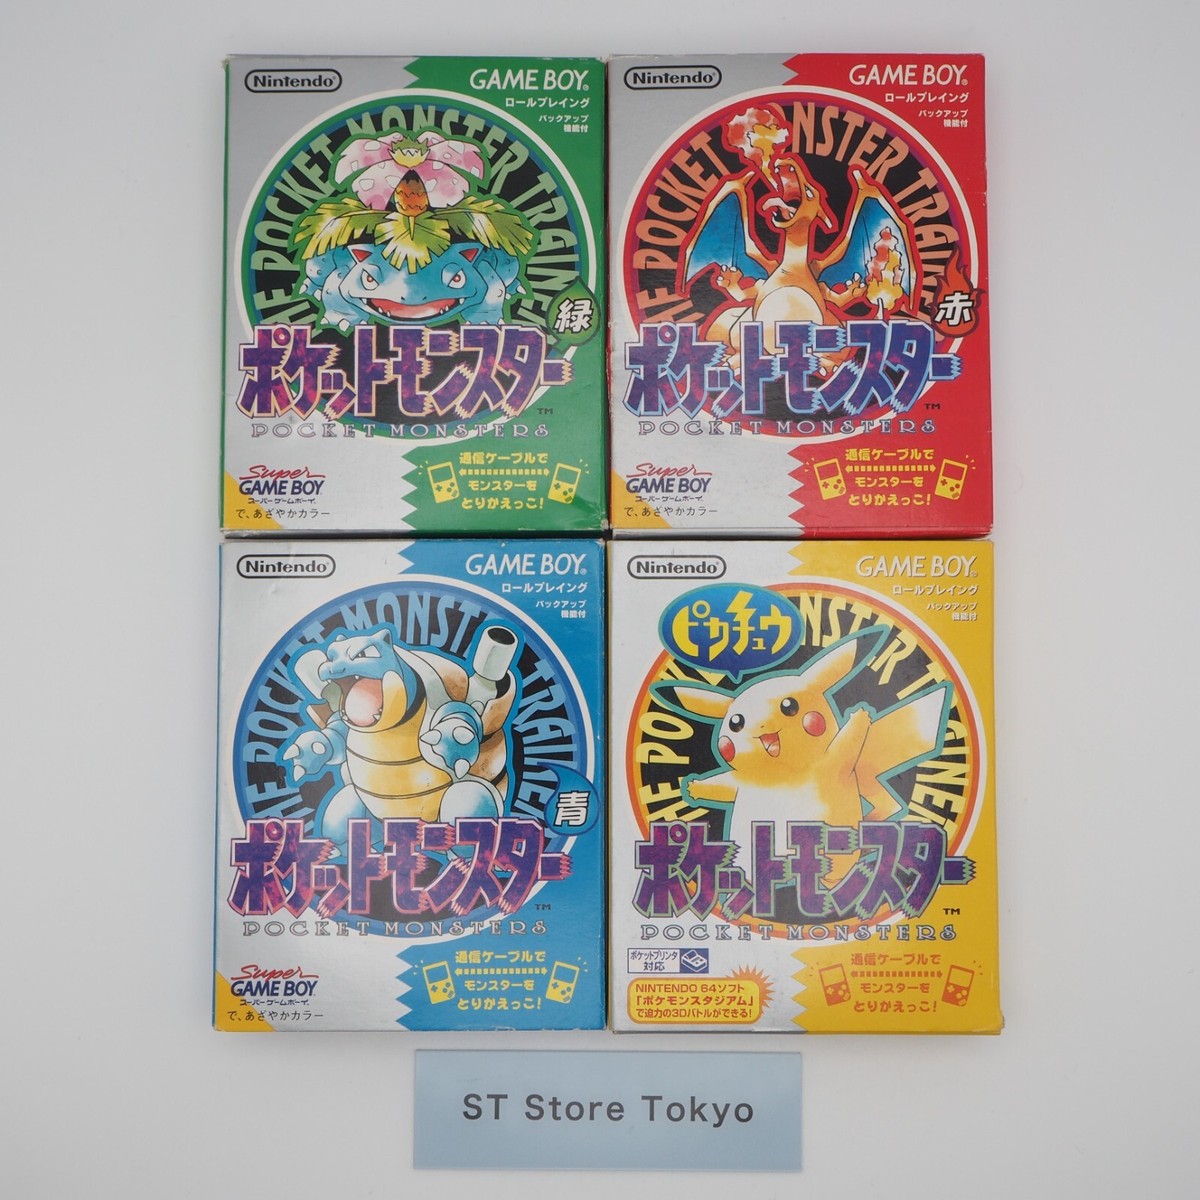 Nintendo
GAME BOY®
ロールプレイング
バックアップ
機能付
THE POCKET MONSTER TRAINER
緑
ポケットモンスター
TM
POCKET MONSTERS
Super
GAME BOY
スーパーゲームボーイ
で、あざやかカラー
通信ケーブルで
モンスターを
とりかえっこ!
Nintendo
GAME BOY®
ロールプレイング
バックアップ
機能付
THE POCKET MONSTER TRAINER
赤
ポケットモンスター
TM
POCKET MONSTERS
Super
GAME BOY
スーパーゲームボーイ
で、あざやかカラー
通信ケーブルで
モンスターを
とりかえっこ!
Nintendo
GAME BOY®
ロールプレイング
バックアップ
機能付
THE POCKET MONSTER TRAINER
青
ポケットモンスター
TM
POCKET MONSTERS
Super
GAME BOY
スーパーゲームボーイ
で、あざやかカラー
通信ケーブルで
モンスターを
とりかえっこ!
Nintendo
GAME BOY®
ロールプレイング
バックアップ
機能付
ピカチュウ
THE POCKET MONSTER TRAINER
ポケットモンスター
TM
POCKET MONSTERS
ポケットプリンタ
対応
NINTENDO 64ソフト
「ポケモンスタジアム」
で迫力の3Dバトルができる!
通信ケーブルで
モンスターを
とりかえっこ!
ST Store Tokyo